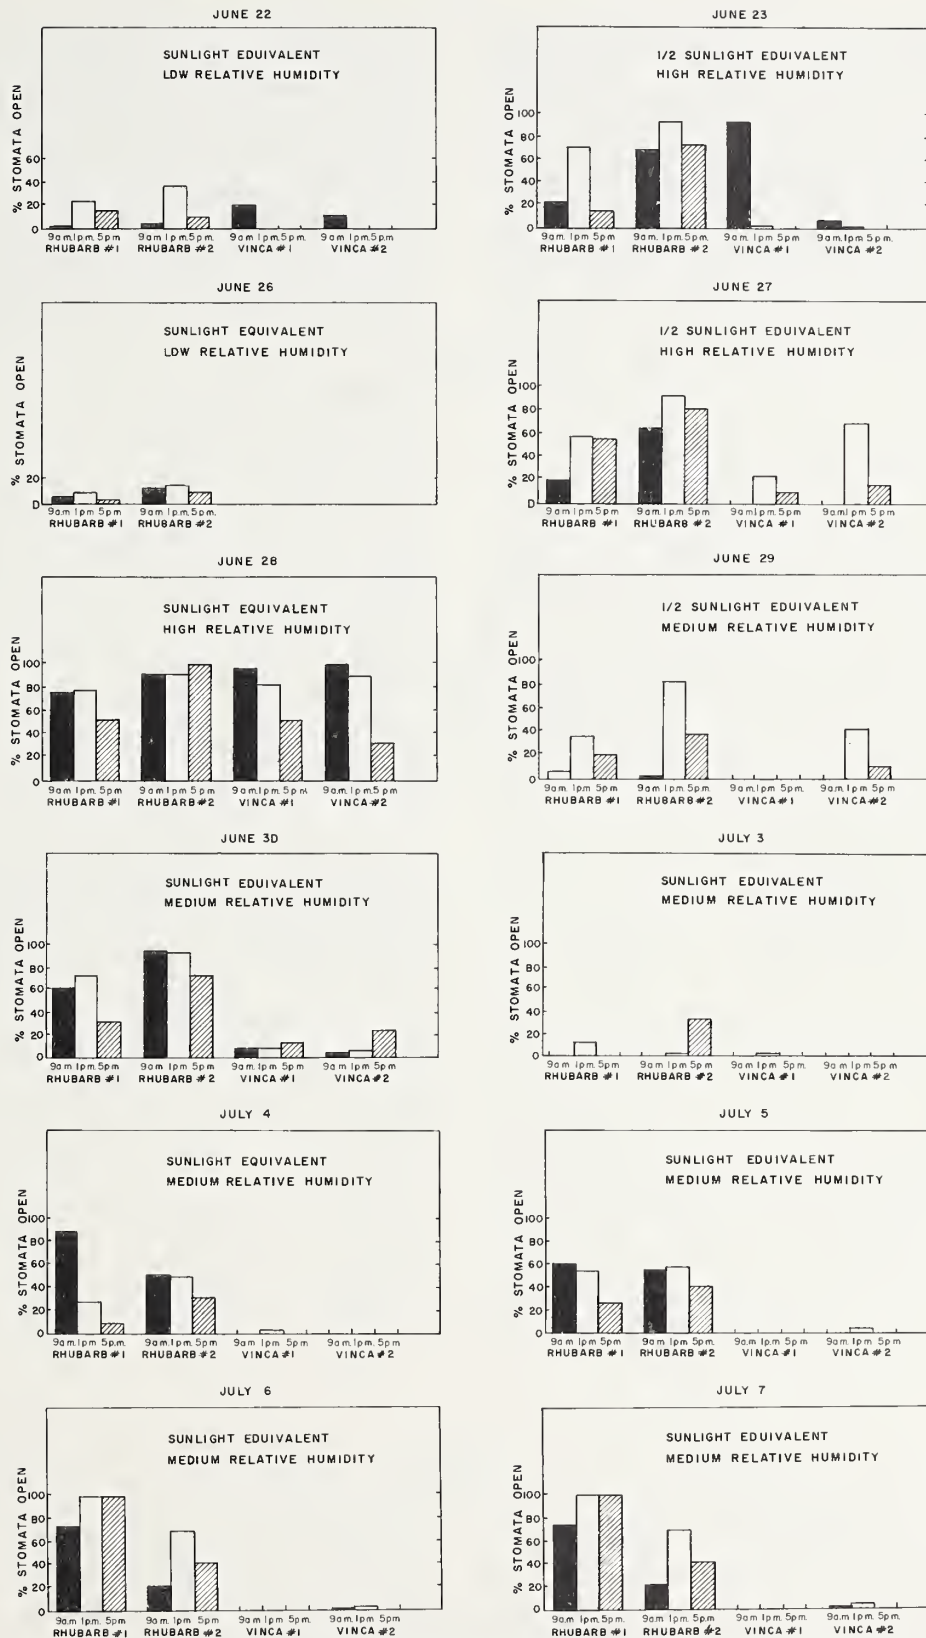 JUNE 22
SUNLIGHT EDUIVALENT
LDW RELATIVE HUMIDITY
% STOMATA OPEN
60
40
20
0
9am 1pm 5pm 9am 1pm. 5pm. 9am. 1pm. 5pm. 9am. 1pm. 5pm
RHUBARB #1 RHUBARB #2 VINCA #1 VINCA #2
JUNE 23
1/2 SUNLIGHT EQUIVALENT
HIGH RELATIVE HUMIDITY
% STOMATA OPEN
100
80
60
40
20
0
9am. 1pm 5pm 9am. 1pm. 5pm 9am 1pm 5pm 9am. 1pm. 5pm.
RHUBARB #1 RHUBARB #2 VINCA #1 VINCA #2
JUNE 26
SUNLIGHT EQUIVALENT
LOW RELATIVE HUMIDITY
% STOMATA OPEN
20
D
9am 1pm 5pm 9am 1pm 5pm.
RHUBARB #1 RHUBARB #2
JUNE 27
1/2 SUNLIGHT EQUIVALENT
HIGH RELATIVE HUMIDITY
% STOMATA OPEN
100
80
60
40
20
0
9am 1pm 5pm 9am 1pm 5pm 9am 1pm. 5pm 9am. 1pm 5pm
RHUBARB #1 RHUBARB #2 VINCA #1 VINCA #2
JUNE 28
SUNLIGHT EQUIVALENT
HIGH RELATIVE HUMIDITY
% STOMATA OPEN
100
80
60
40
20
0
9am 1pm. 5pm 9am 1pm 5pm 9am 1pm 5pm 9am. 1pm. 5pm
RHUBARB #1 RHUBARB #2 VINCA #1 VINCA #2
JUNE 29
1/2 SUNLIGHT EDUIVALENT
MEDIUM RELATIVE HUMIDITY
% STOMATA OPEN
100
80
60
40
20
0
9am 1pm 5pm 9am. 1pm 5pm 9am. 1pm 5pm 9am 1pm 5pm
RHUBARB #1 RHUBARB #2 VINCA #1 VINCA #2
JUNE 3D
SUNLIGHT EDUIVALENT
MEDIUM RELATIVE HUMIDITY
% STOMATA OPEN
100
80
60
40
20
0
9am 1pm 5pm 9am. 1pm 5pm 9am 1pm 5pm 9am 1pm 5pm
RHUBARB #1 RHUBARB #2 VINCA #1 VINCA #2
JULY 3
SUNLIGHT EDUIVALENT
MEDIUM RELATIVE HUMIDITY
% STOMATA OPEN
100
80
60
40
20
0
9am 1pm 5pm 9am 1pm 5pm 9am 1pm 5pm 9am 1pm 5pm
RHUBARB #1 RHUBARB #2 VINCA #1 VINCA #2
JULY 4
SUNLIGHT EQUIVALENT
MEDIUM RELATIVE HUMIDITY
% STOMATA OPEN
100
80
60
40
20
0
9am 1pm 5pm. 9am 1pm. 5pm 9am 1pm 5pm 9am. 1pm. 5pm
RHUBARB #1 RHUBARB #2 VINCA #1 VINCA #2
JULY 5
SUNLIGHT EDUIVALENT
MEDIUM RELATIVE HUMIDITY
% STOMATA OPEN
100
80
60
40
20
0
9am 1pm 5pm 9am 1pm 5pm 9am 1pm. 5pm 9am 1pm. 5pm
RHUBARB #1 RHUBARB #2 VINCA #1 VINCA #2
JULY 6
SUNLIGHT EDUIVALENT
MEDIUM RELATIVE HUMIDITY
% STOMATA OPEN
100
80
60
40
20
0
9am 1pm. 5pm 9am 1pm 5pm 9am. 1pm. 5pm. 9am. 1pm. 5pm
RHUBARB #1 RHUBARB #2 VINCA #1 VINCA #2
JULY 7
SUNLIGHT EDUIVALENT
MEDIUM RELATIVE HUMIDITY
% STOMATA OPEN
100
80
60
40
20
0
9am 1pm 5pm 9am 1pm 5pm 9am. 1pm. 5pm. 9am. 1pm. 5pm
RHUBARB #1 RHUBARB #2 VINCA #1 VINCA #2